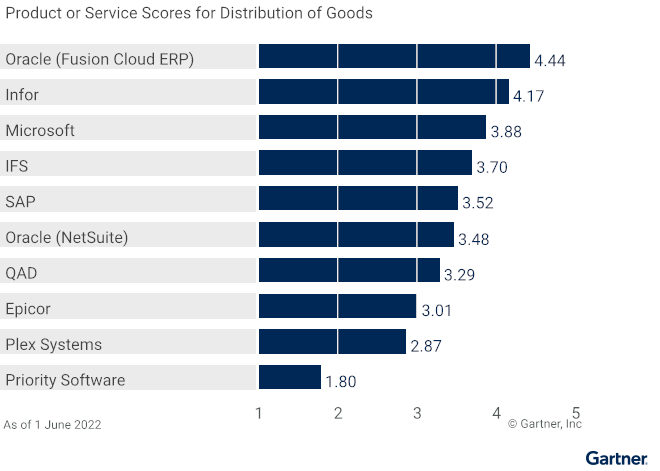 Product or Service Scores for Distribution of Goods
Oracle (Fusion Cloud ERP) 4.44
Infor 4.17
Microsoft 3.88
IFS 3.70
SAP 3.52
Oracle (NetSuite) 3.48
QAD 3.29
Epicor 3.01
Plex Systems 2.87
Priority Software 1.80
1 2 3 4 5
As of 1 June 2022 © Gartner, Inc
Gartner